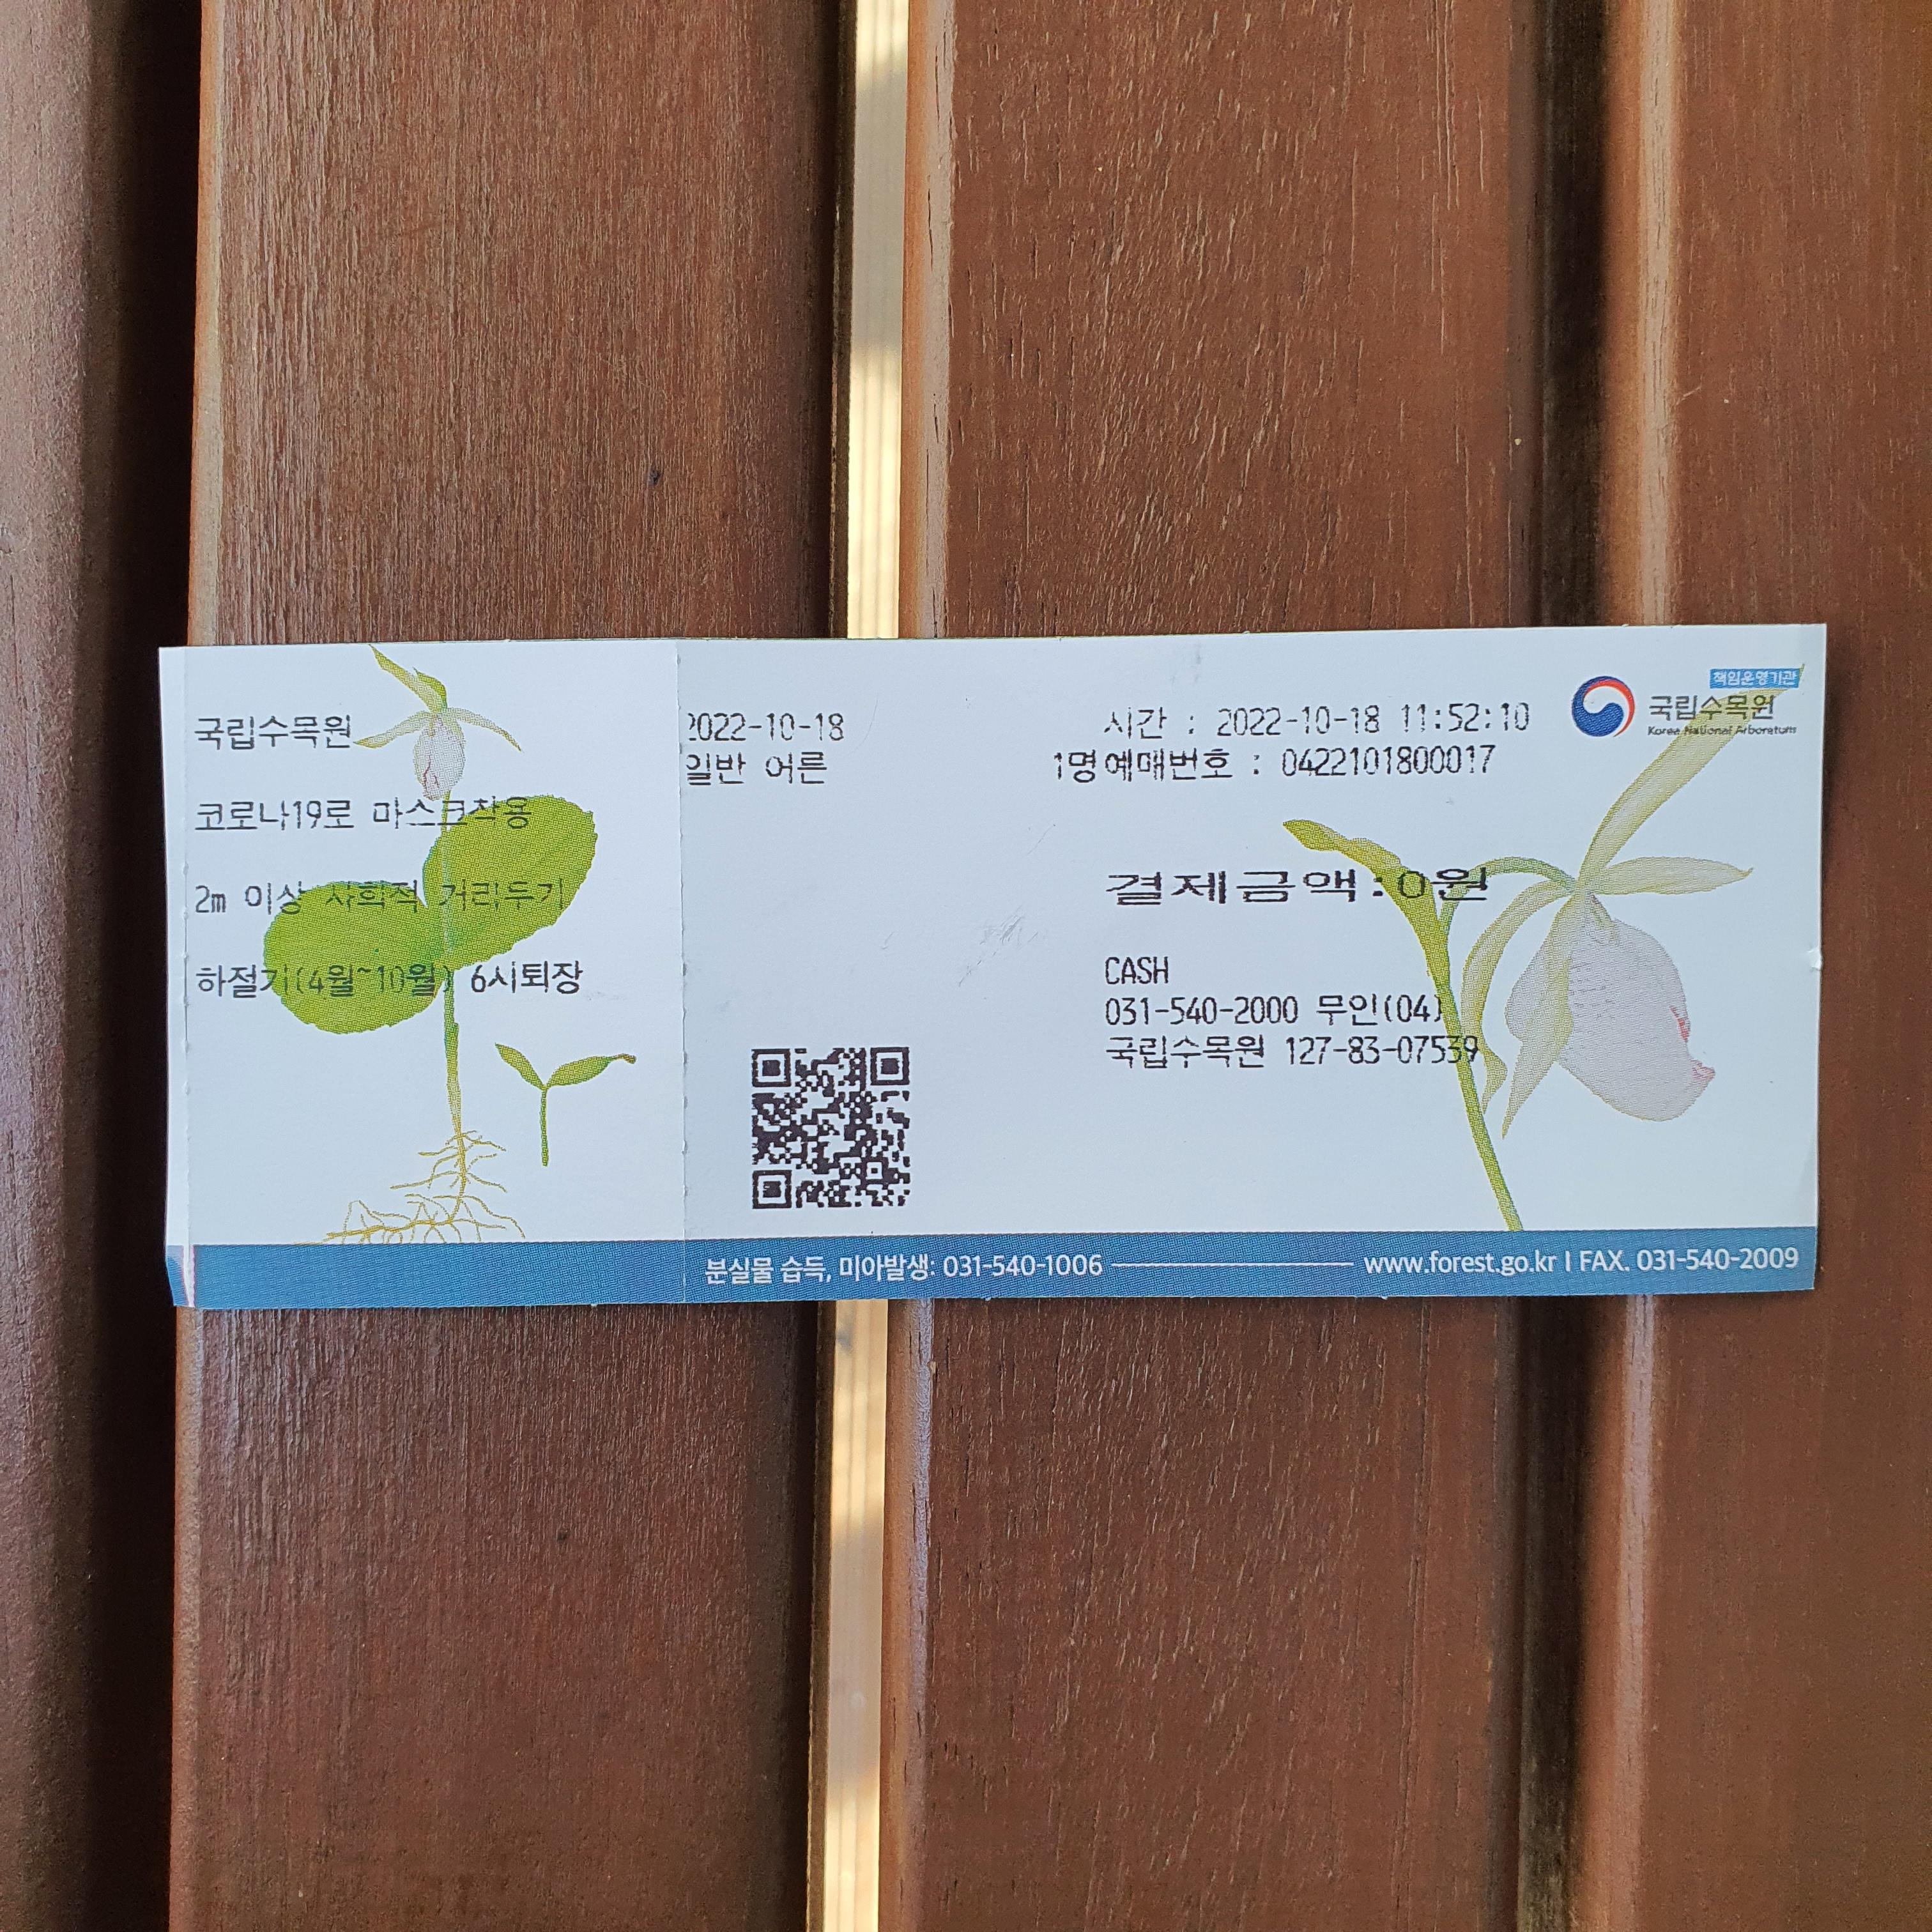 국립수목원
코로나19로 마스크착용
2m 이상 사회적 거리두기
하절기(4월~10월) 6시퇴장
2022-10-18
일반 어른
시간 : 2022-10-18 11:52:10
1명예매번호 : 0422101800017
결제금액:0원
CASH
031-540-2000 무인(04)
국립수목원 127-83-07539
책임운영기관
국립수목원
Korea National Arboretum
분실물 습득, 미아발생: 031-540-1006
www.forest.go.kr I FAX. 031-540-2009